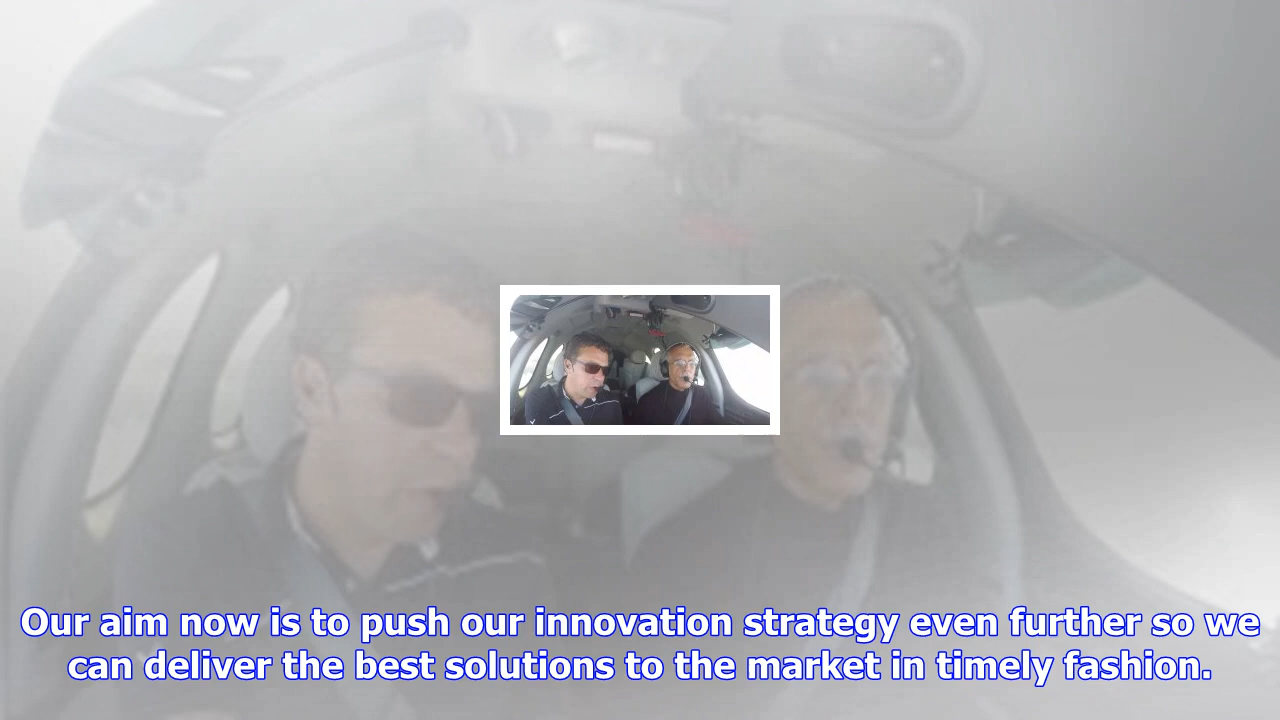 Our aim now is to push our innovation strategy even further so we
can deliver the best solutions to the market in timely fashion.